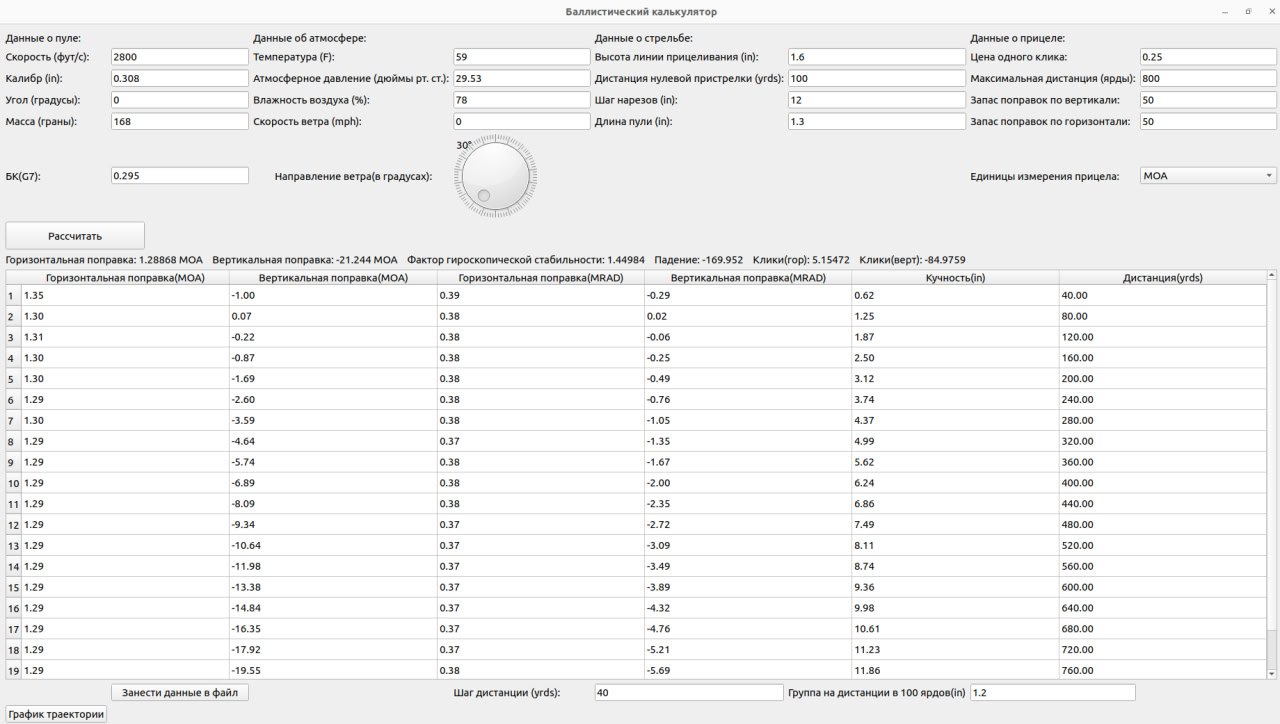 Баллистический калькулятор
Данные о пуле: Данные об атмосфере: Данные о стрельбе: Данные о прицеле:
Скорость (фут/с): 2800 Температура (F): 59 Высота линии прицеливания (in): 1.6 Цена одного клика: 0.25
Калибр (in): 0.308 Атмосферное давление (дюймы рт. ст.): 29.53 Дистанция нулевой пристрелки (yrds): 100 Максимальная дистанция (ярды): 800
Угол (градусы): 0 Влажность воздуха (%): 78 Шаг нарезов (in): 12 Запас поправок по вертикали: 50
Масса (граны): 168 Скорость ветра (mph): 0 Длина пули (in): 1.3 Запас поправок по горизонтали: 50
30°
БК(G7): 0.295 Направление ветра(в градусах): Единицы измерения прицела: MOA
Рассчитать
Горизонтальная поправка: 1.28868 MOA Вертикальная поправка: -21.244 MOA Фактор гироскопической стабильности: 1.44984 Падение: -169.952 Клики(гор): 5.15472 Клики(верт): -84.9759
Горизонтальная поправка(MOA) Вертикальная поправка(MOA) Горизонтальная поправка(MRAD) Вертикальная поправка(MRAD) Кучность(in) Дистанция(yrds)
1 1.35 -1.00 0.39 -0.29 0.62 40.00
2 1.30 0.07 0.38 0.02 1.25 80.00
3 1.31 -0.22 0.38 -0.06 1.87 120.00
4 1.30 -0.87 0.38 -0.25 2.50 160.00
5 1.30 -1.69 0.38 -0.49 3.12 200.00
6 1.29 -2.60 0.38 -0.76 3.74 240.00
7 1.30 -3.59 0.38 -1.05 4.37 280.00
8 1.29 -4.64 0.37 -1.35 4.99 320.00
9 1.29 -5.74 0.38 -1.67 5.62 360.00
10 1.29 -6.89 0.38 -2.00 6.24 400.00
11 1.29 -8.09 0.38 -2.35 6.86 440.00
12 1.29 -9.34 0.37 -2.72 7.49 480.00
13 1.29 -10.64 0.37 -3.09 8.11 520.00
14 1.29 -11.98 0.37 -3.49 8.74 560.00
15 1.29 -13.38 0.37 -3.89 9.36 600.00
16 1.29 -14.84 0.37 -4.32 9.98 640.00
17 1.29 -16.35 0.37 -4.76 10.61 680.00
18 1.29 -17.92 0.37 -5.21 11.23 720.00
19 1.29 -19.55 0.38 -5.69 11.86 760.00
Занести данные в файл Шаг дистанции (yrds): 40 Группа на дистанции в 100 ярдов(in) 1.2
График траектории